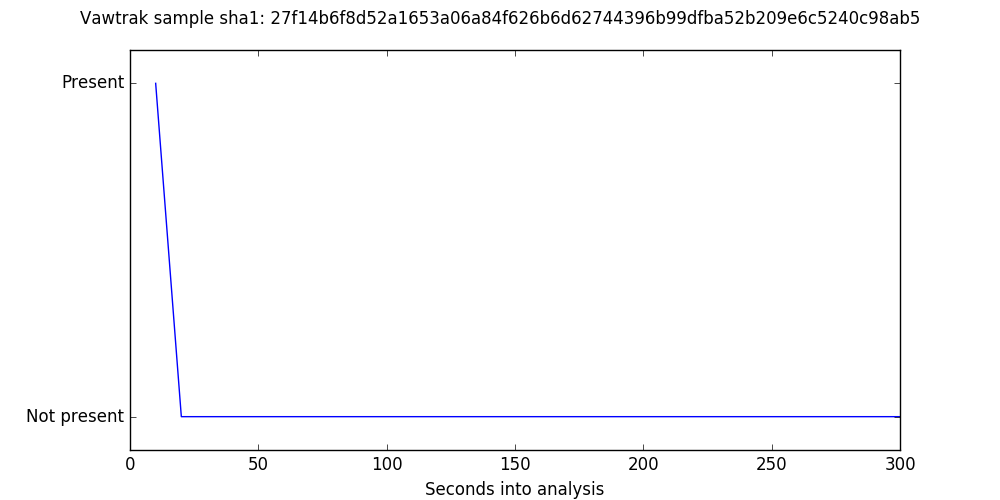 Vawtrak sample sha1: 27f14b6f8d52a1653a06a84f626b6d62744396b99dfba52b209e6c5240c98ab5
Present
Not present
0 50 100 150 200 250 300
Seconds into analysis